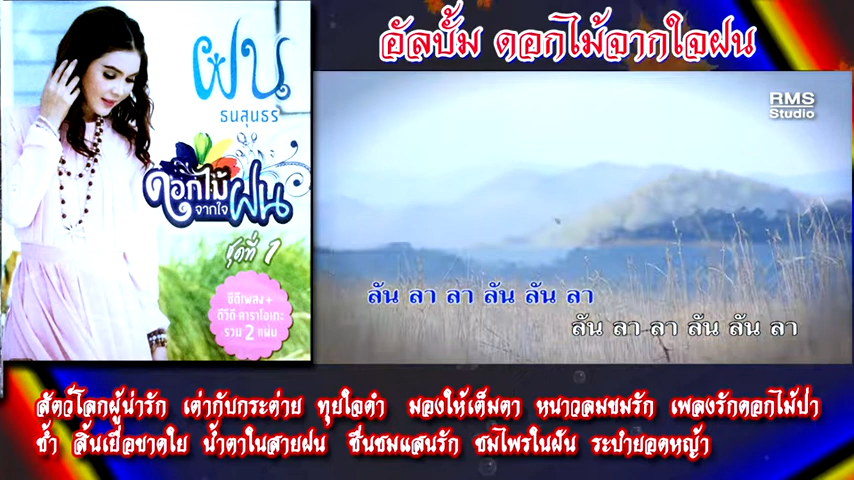 อัลบั้ม ดอกไม้จากใจฝน
ฝน
ธนสุนธร
ดอกไม้
จากใจ ฝน
ชุดที่ 1
ซีดีเพลง+
ดีวีดี คาราโอเกะ
รวม 2 แผ่น
RMS
Studio
ลัน ลา ลา ลัน ลัน ลา
ลัน ลา ลา ลัน ลัน ลา
สัตว์โลกผู้น่ารัก เต่ากับกระต่าย ทุยใจดำ มองให้เต็มตา หนาวลมชมรัก เพลงรักดอกไม้ป่า
ช้ำ สิ้นเยื่อขาดใย น้ำตาในสายฝน ชื่นชมแสนรัก ชมไพรในฝัน ระบำยอดหญ้า